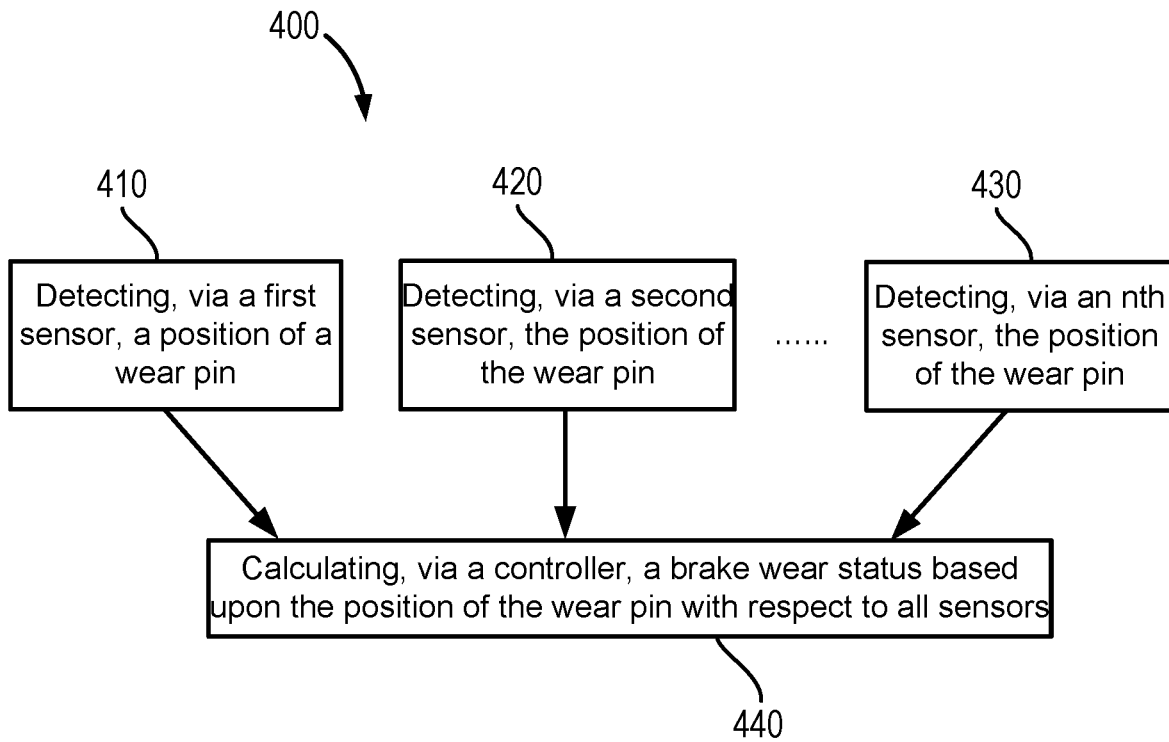 400
410
420
430
Detecting, via a first
sensor, a position of a
wear pin
Detecting, via a second
sensor, the position of
the wear pin
......
Detecting, via an nth
sensor, the position
of the wear pin
Calculating, via a controller, a brake wear status based
upon the position of the wear pin with respect to all sensors
440